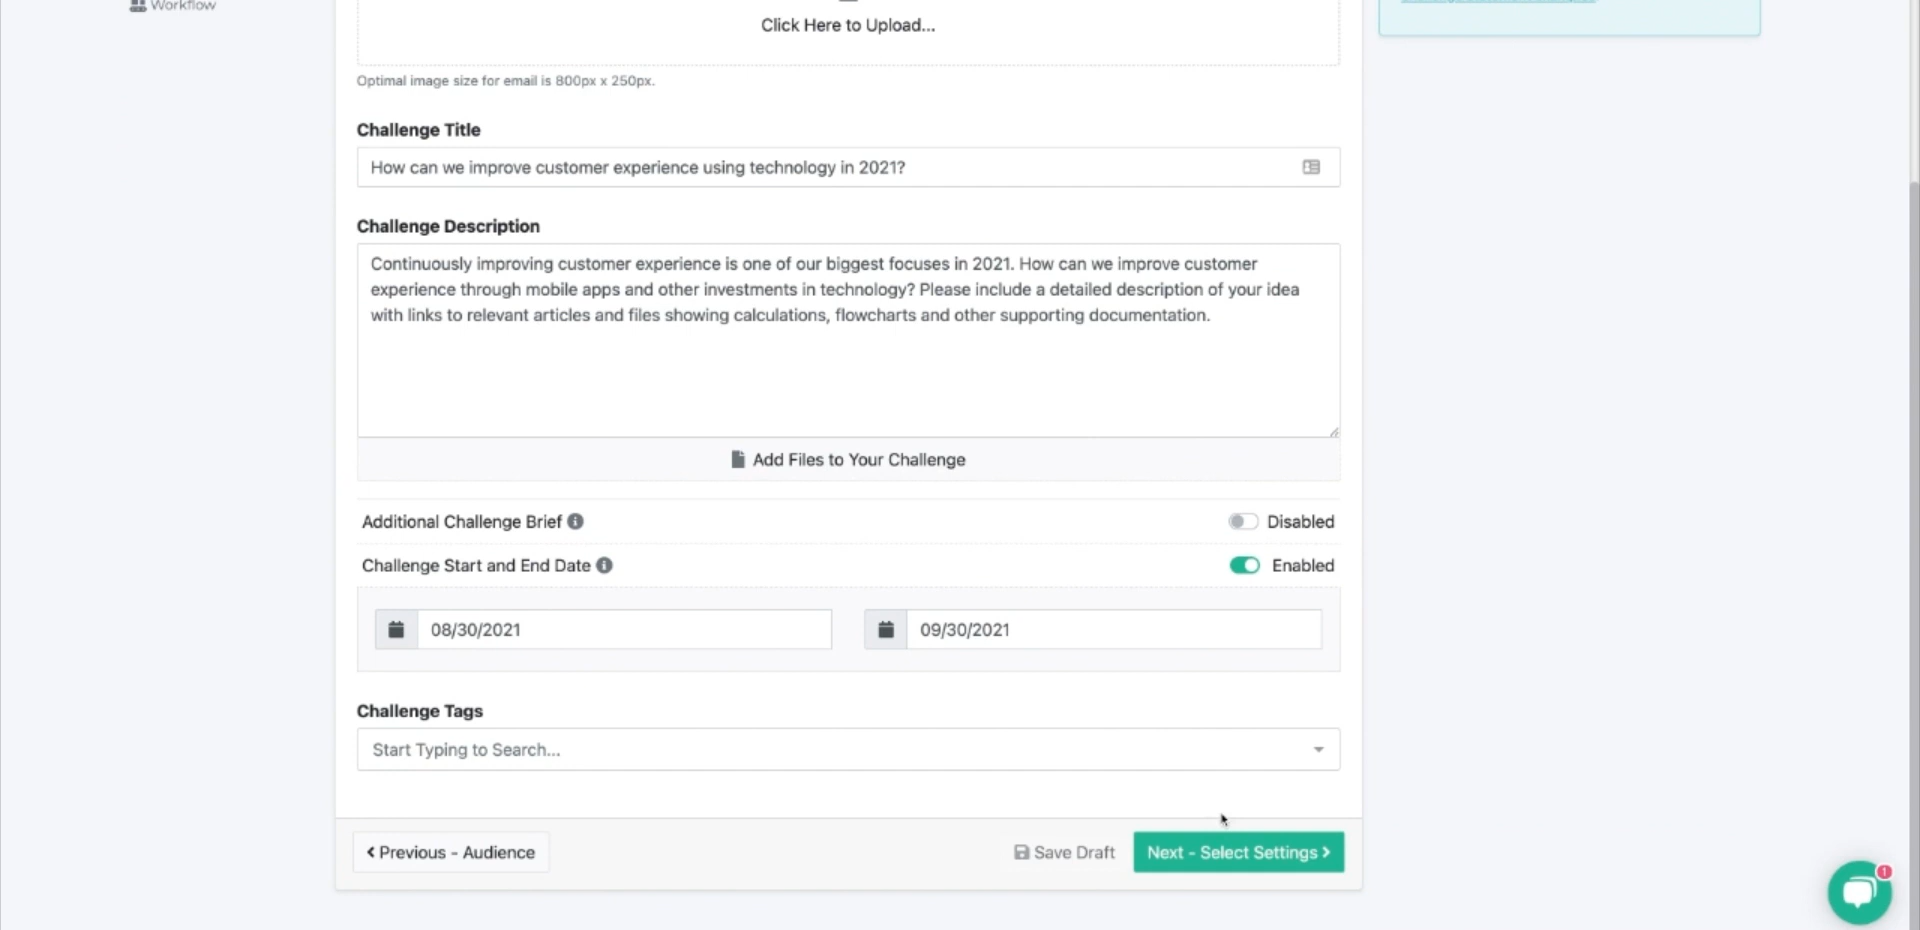 Workflow
Click Here to Upload...
Optimal image size for email is 800px x 250px.
Challenge Title
How can we improve customer experience using technology in 2021?
Challenge Description
Continuously improving customer experience is one of our biggest focuses in 2021. How can we improve customer
experience through mobile apps and other investments in technology? Please include a detailed description of your idea
with links to relevant articles and files showing calculations, flowcharts and other supporting documentation.
Add Files to Your Challenge
Additional Challenge Brief
Disabled
Challenge Start and End Date
Enabled
08/30/2021
09/30/2021
Challenge Tags
Start Typing to Search...
Previous - Audience
Save Draft
Next - Select Settings
1